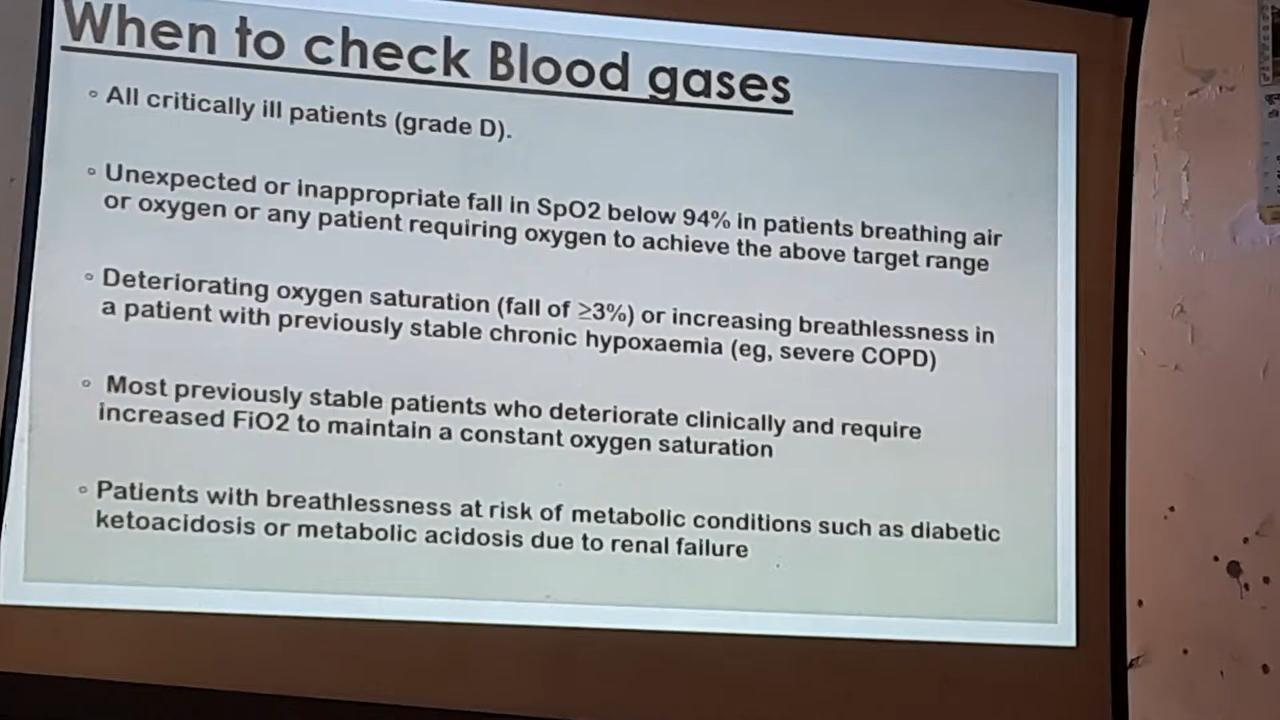 When to check Blood gases
◦ All critically ill patients (grade D).
◦ Unexpected or inappropriate fall in SpO2 below 94% in patients breathing air
or oxygen or any patient requiring oxygen to achieve the above target range
◦ Deteriorating oxygen saturation (fall of ≥3%) or increasing breathlessness in
a patient with previously stable chronic hypoxaemia (eg, severe COPD)
◦ Most previously stable patients who deteriorate clinically and require
increased FiO2 to maintain a constant oxygen saturation
◦ Patients with breathlessness at risk of metabolic conditions such as diabetic
ketoacidosis or metabolic acidosis due to renal failure